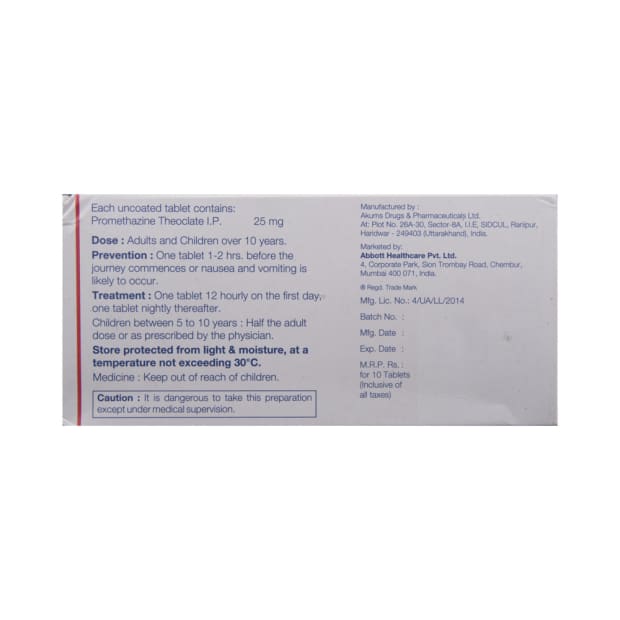 Each uncoated tablet contains:
Promethazine Theoclate I.P. 25 mg
Dose : Adults and Children over 10 years.
Prevention : One tablet 1-2 hrs. before the
journey commences or nausea and vomiting is
likely to occur.
Treatment : One tablet 12 hourly on the first day,
one tablet nightly thereafter.
Children between 5 to 10 years : Half the adult
dose or as prescribed by the physician.
Store protected from light & moisture, at a
temperature not exceeding 30°C.
Medicine : Keep out of reach of children.
Caution : It is dangerous to take this preparation
except under medical supervision.
Manufactured by :
Akums Drugs & Pharmaceuticals Ltd.
At: Plot No. 26A-30, Sector-8A, I.I.E, SIDCUL, Ranipur,
Haridwar - 249403 (Uttarakhand), India.
Marketed by:
Abbott Healthcare Pvt. Ltd.
4, Corporate Park, Sion Trombay Road, Chembur,
Mumbai 400 071, India.
® Regd. Trade Mark
Mfg. Lic. No.: 4/UA/LL/2014
Batch No. :
Mfg. Date :
Exp. Date :
M.R.P. Rs. :
for 10 Tablets
(Inclusive of
all taxes)